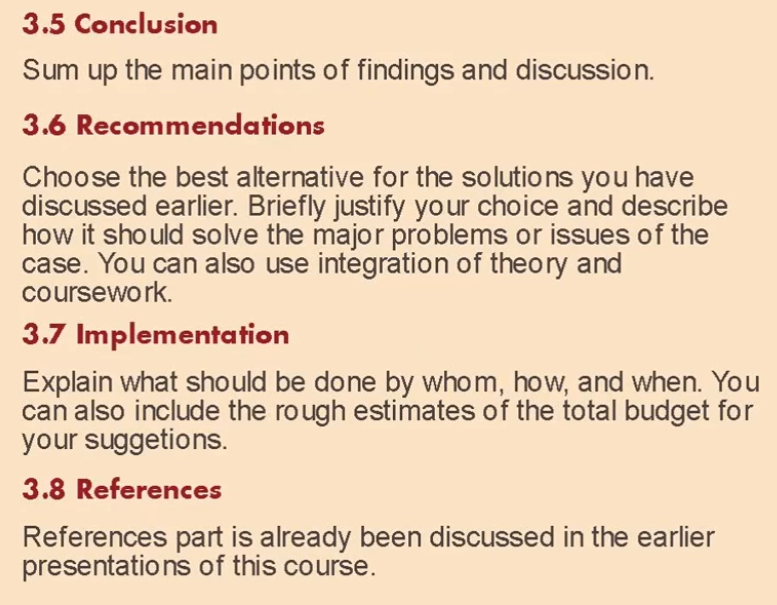 3.5 Conclusion
Sum up the main points of findings and discussion.
3.6 Recommendations
Choose the best alternative for the solutions you have
discussed earlier. Briefly justify your choice and describe
how it should solve the major problems or issues of the
case. You can also use integration of theory and
coursework.
3.7 Implementation
Explain what should be done by whom, how, and when. You
can also include the rough estimates of the total budget for
your suggetions.
3.8 References
References part is already been discussed in the earlier
presentations of this course.